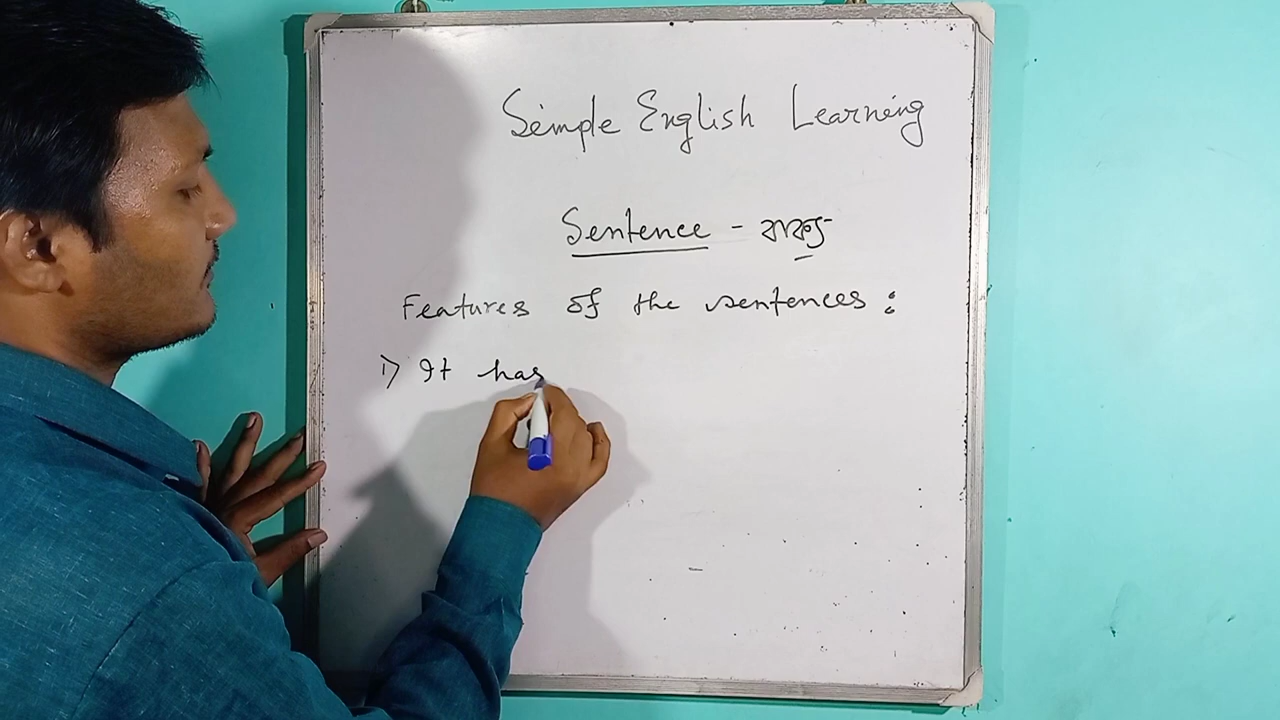 Simple English Learning
Sentence - বাক্য
Features of the sentences :
1) It has